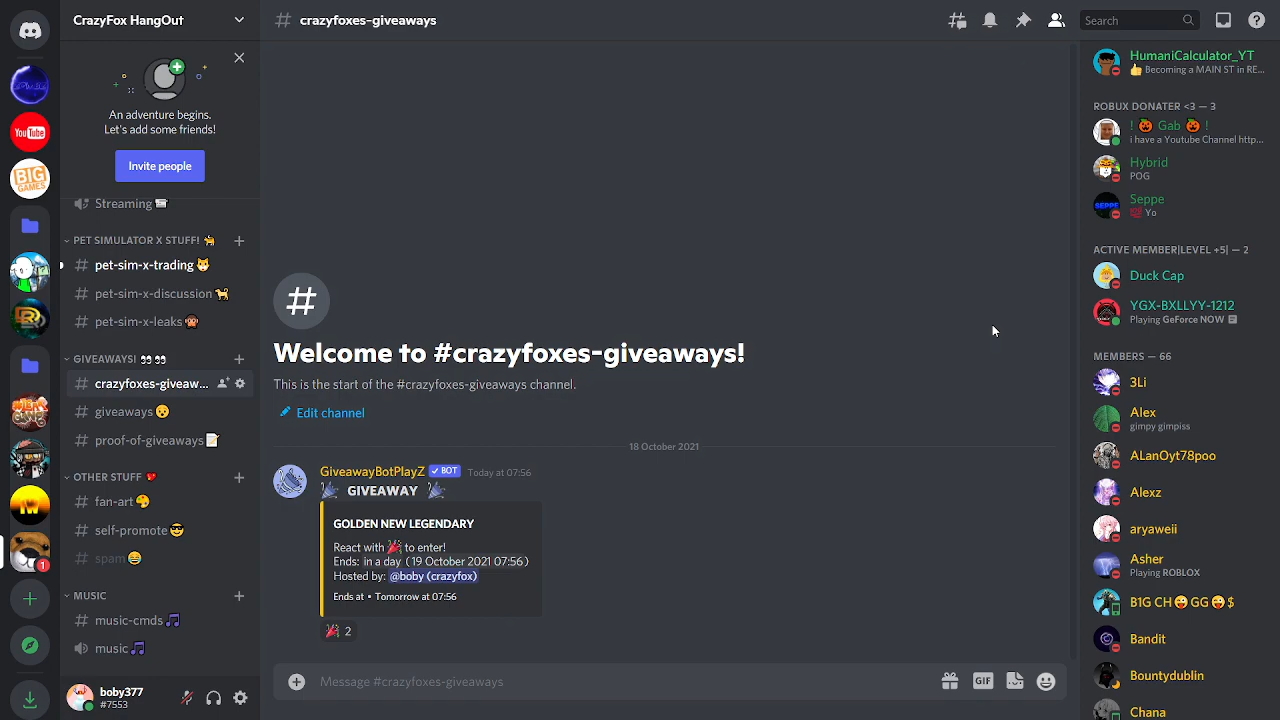 CrazyFox HangOut
An adventure begins.
Let's add some friends!
Invite people
Streaming
PET SIMULATOR X STUFF!
pet-sim-x-trading
pet-sim-x-discussion
pet-sim-x-leaks
GIVEAWAYS!
crazyfoxes-giveaw...
giveaways
proof-of-giveaways
OTHER STUFF
fan-art
self-promote
spam
MUSIC
music-cmds
music
boby377
#7553
YouTube
BIG
GAMES
1
# crazyfoxes-giveaways
Search
Welcome to #crazyfoxes-giveaways!
This is the start of the #crazyfoxes-giveaways channel.
Edit channel
18 October 2021
GiveawayBotPlayZ ✓ BOT Today at 07:56
GIVEAWAY
GOLDEN NEW LEGENDARY
React with 🎉 to enter!
Ends: in a day (19 October 2021 07:56)
Hosted by: @boby (crazyfox)
Ends at • Tomorrow at 07:56
2
Message #crazyfoxes-giveaways
GIF
HumaniCalculator_YT
👍 Becoming a MAIN ST in RE...
ROBUX DONATER <3 — 3
! 🎃 Gab 🎃 !
i have a Youtube Channel http...
Hybrid
POG
SEPPE
Seppe
💯 Yo
ACTIVE MEMBER|LEVEL +5| — 2
Duck Cap
YGX-BXLLYY-1212
Playing GeForce NOW
MEMBERS — 66
3Li
Alex
gimpy gimpiss
ALanOyt78poo
Alexz
aryaweii
Asher
Playing ROBLOX
B1G CH😜GG😜$
Bandit
Bountydublin
Chana